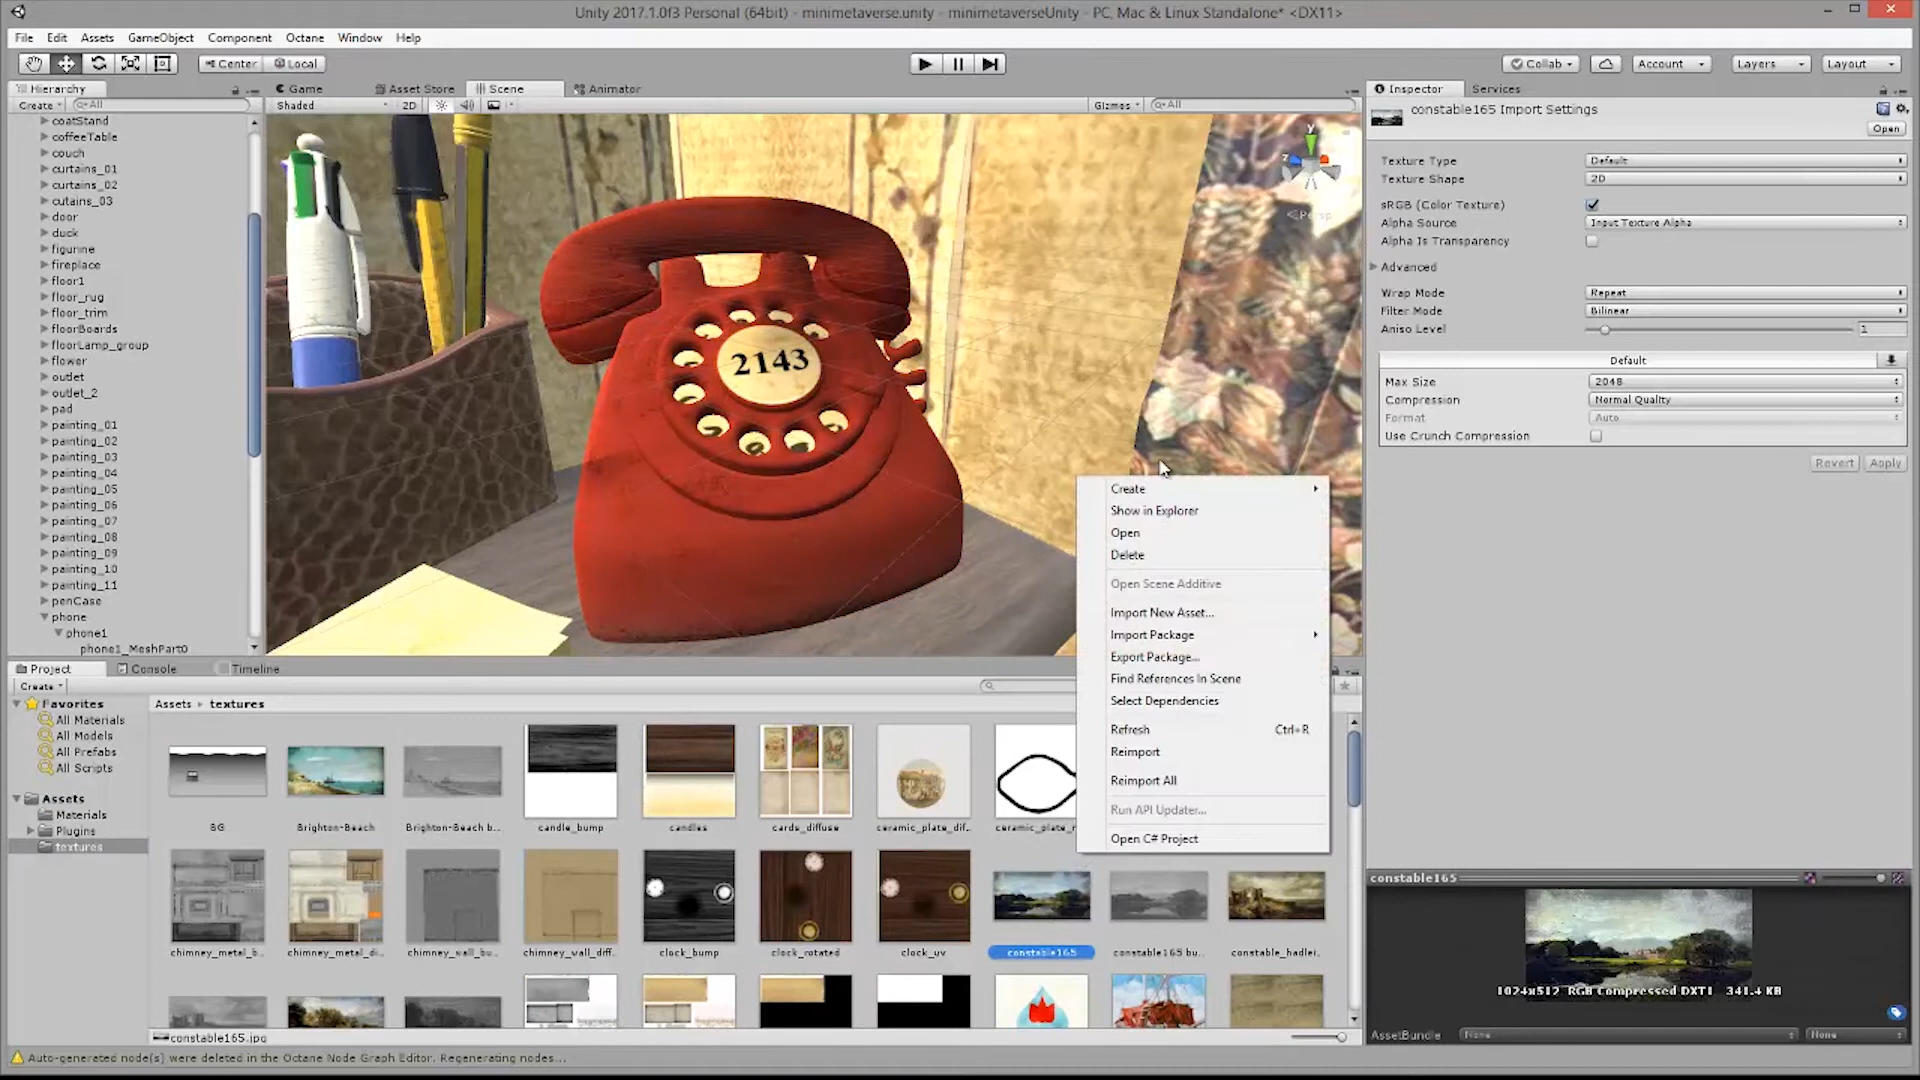 Unity 2017.1.0f3 Personal (64bit) - minimetaverse.unity - minimetaverseUnity - PC, Mac & Linux Standalone* <DX11>
File Edit Assets GameObject Component Octane Window Help
Center Local
Collab Account Layers Layout
Hierarchy
Create All
coatStand
coffeeTable
couch
curtains_01
curtains_02
cutains_03
door
duck
figurine
fireplace
floor1
floor_rug
floor_trim
floorBoards
floorLamp_group
flower
outlet
outlet_2
pad
painting_01
painting_02
painting_03
painting_04
painting_05
painting_06
painting_07
painting_08
painting_09
painting_10
painting_11
penCase
phone
phone1
phone1_MeshPart0
Game Asset Store Scene Animator
Shaded 2D Gizmos All
y
z
Persp
2143
Create
Show in Explorer
Open
Delete
Open Scene Additive
Import New Asset...
Import Package
Export Package...
Find References In Scene
Select Dependencies
Refresh Ctrl+R
Reimport
Reimport All
Run API Updater...
Open C# Project
Inspector Services
constable165 Import Settings
Open
Texture Type Default
Texture Shape 2D
sRGB (Color Texture)
Alpha Source Input Texture Alpha
Alpha Is Transparency
Advanced
Wrap Mode Repeat
Filter Mode Bilinear
Aniso Level 1
Default
Max Size 2048
Compression Normal Quality
Format Auto
Use Crunch Compression
Revert Apply
Project Console Timeline
Create
Favorites
All Materials
All Models
All Prefabs
All Scripts
Assets
Materials
Plugins
textures
Assets textures
BG Brighton-Beach Brighton-Beach b... candle_bump candles cards_diffuse ceramic_plate_dif... ceramic_plate_r
chimney_metal_b... chimney_metal_di... chimney_wall_bu... chimney_wall_diff... clock_bump clock_rotated clock_uv constable165 constable165 bu... constable_hadlei...
constable165.jpg
constable165
1024x512 RGB Compressed DXT1 341.4 KB
AssetBundle None None
Auto-generated node(s) were deleted in the Octane Node Graph Editor. Regenerating nodes...